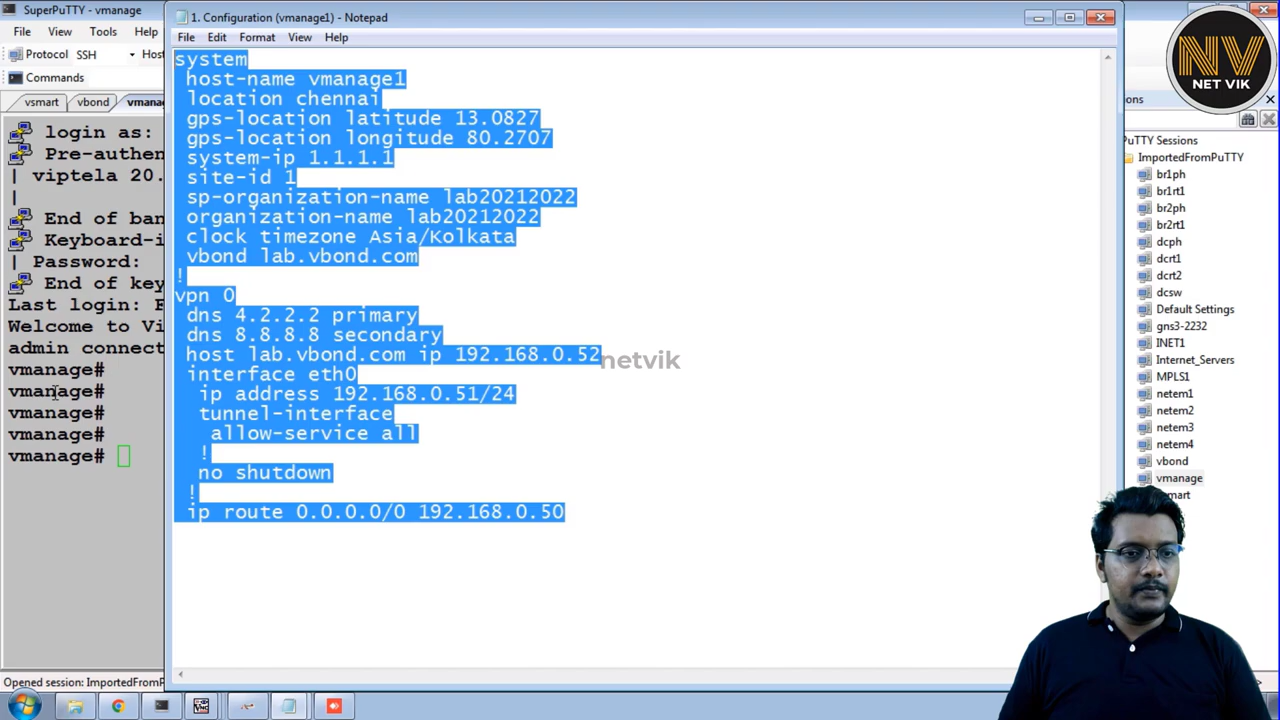 SuperPuTTY - vmanage
File View Tools Help
Protocol SSH Host
Commands
vsmart vbond vmana
login as:
Pre-authen
| viptela 20.
|
End of ban
Keyboard-i
| Password:
End of key
Last login: F
Welcome to Vi
admin connect
vmanage#
vmanage#
vmanage#
vmanage#
vmanage#
Opened session: ImportedFromP
1. Configuration (vmanage1) - Notepad
File Edit Format View Help
system
host-name vmanage1
location chennai
gps-location latitude 13.0827
gps-location longitude 80.2707
system-ip 1.1.1.1
site-id 1
sp-organization-name lab20212022
organization-name lab20212022
clock timezone Asia/Kolkata
vbond lab.vbond.com
!
vpn 0
dns 4.2.2.2 primary
dns 8.8.8.8 secondary
host lab.vbond.com ip 192.168.0.52
interface eth0
ip address 192.168.0.51/24
tunnel-interface
allow-service all
!
no shutdown
!
ip route 0.0.0.0/0 192.168.0.50
netvik
NV
NET VIK
ons
uTTY Sessions
ImportedFromPuTTY
br1ph
br1rt1
br2ph
br2rt1
dcph
dcrt1
dcrt2
dcsw
Default Settings
gns3-2232
INET1
Internet_Servers
MPLS1
netem1
netem2
netem3
netem4
vbond
vmanage
smart